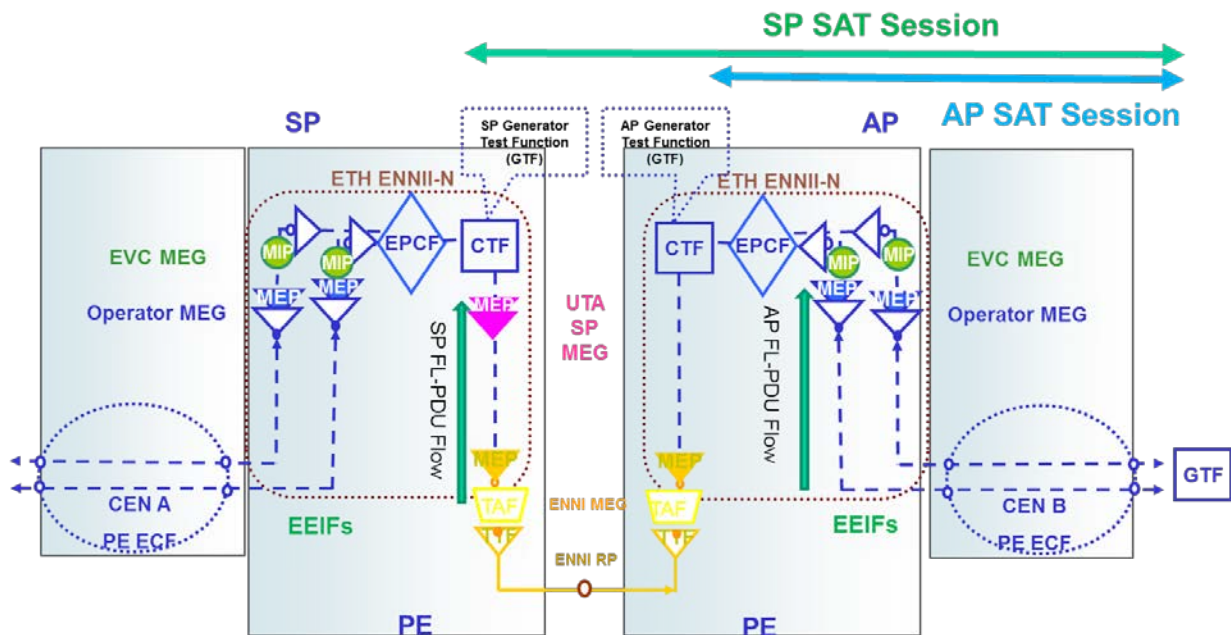 SP SAT Session
AP SAT Session
SP
SP Generator
Test Function
(GTF)
AP Generator
Test Function
(GTF)
AP
ETH ENNII-N
EPCF
CTF
CTF
EPCF
MIP
MIP
MIP
MIP
EVC MEG
EVC MEG
MEP
MEP
MEP
MEP
MEP
Operator MEG
Operator MEG
UTA
SP
MEG
SP FL-PDU Flow
AP FL-PDU Flow
MEP
MEP
TAF
TAF
ENNI MEG
CEN A
CEN B
GTF
EEIFs
EEIFs
TTF
TTF
PE ECF
PE ECF
ENNI RP
PE
PE